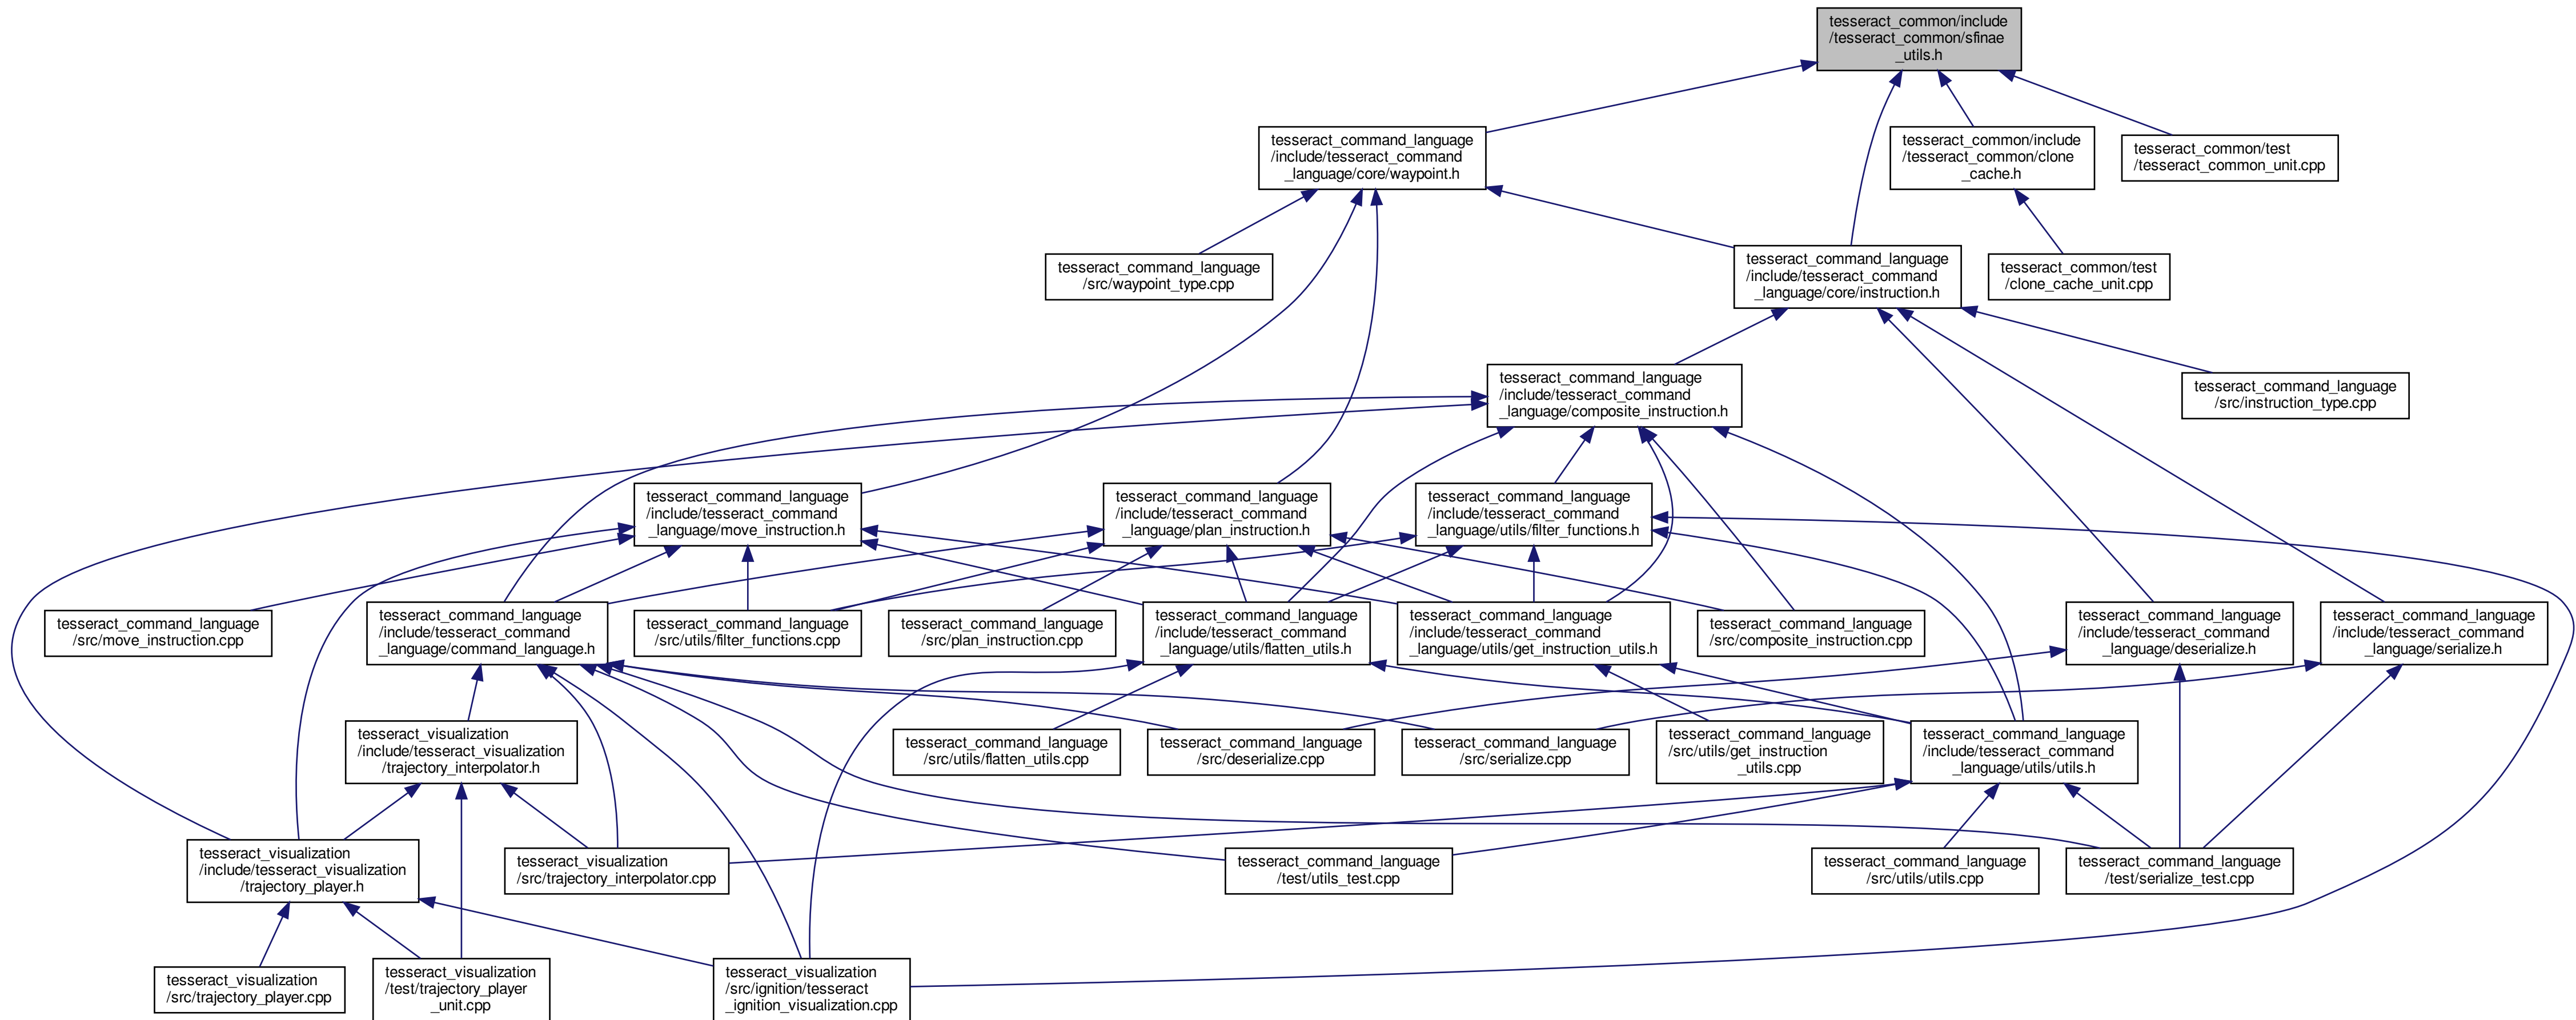 tesseract_common/include
/tesseract_common/sfinae
_utils.h
tesseract_command_language
/include/tesseract_command
_language/core/waypoint.h
tesseract_common/include
/tesseract_common/clone
_cache.h
tesseract_common/test
/tesseract_common_unit.cpp
tesseract_command_language
/src/waypoint_type.cpp
tesseract_command_language
/include/tesseract_command
_language/core/instruction.h
tesseract_common/test
/clone_cache_unit.cpp
tesseract_command_language
/include/tesseract_command
_language/composite_instruction.h
tesseract_command_language
/src/instruction_type.cpp
tesseract_command_language
/include/tesseract_command
_language/move_instruction.h
tesseract_command_language
/include/tesseract_command
_language/plan_instruction.h
tesseract_command_language
/include/tesseract_command
_language/utils/filter_functions.h
tesseract_command_language
/src/move_instruction.cpp
tesseract_command_language
/include/tesseract_command
_language/command_language.h
tesseract_command_language
/src/utils/filter_functions.cpp
tesseract_command_language
/src/plan_instruction.cpp
tesseract_command_language
/include/tesseract_command
_language/utils/flatten_utils.h
tesseract_command_language
/include/tesseract_command
_language/utils/get_instruction_utils.h
tesseract_command_language
/src/composite_instruction.cpp
tesseract_command_language
/include/tesseract_command
_language/deserialize.h
tesseract_command_language
/include/tesseract_command
_language/serialize.h
tesseract_visualization
/include/tesseract_visualization
/trajectory_interpolator.h
tesseract_command_language
/src/utils/flatten_utils.cpp
tesseract_command_language
/src/deserialize.cpp
tesseract_command_language
/src/serialize.cpp
tesseract_command_language
/src/utils/get_instruction
_utils.cpp
tesseract_command_language
/include/tesseract_command
_language/utils/utils.h
tesseract_visualization
/include/tesseract_visualization
/trajectory_player.h
tesseract_visualization
/src/trajectory_interpolator.cpp
tesseract_command_language
/test/utils_test.cpp
tesseract_command_language
/src/utils/utils.cpp
tesseract_command_language
/test/serialize_test.cpp
tesseract_visualization
/src/trajectory_player.cpp
tesseract_visualization
/test/trajectory_player
_unit.cpp
tesseract_visualization
/src/ignition/tesseract
_ignition_visualization.cpp